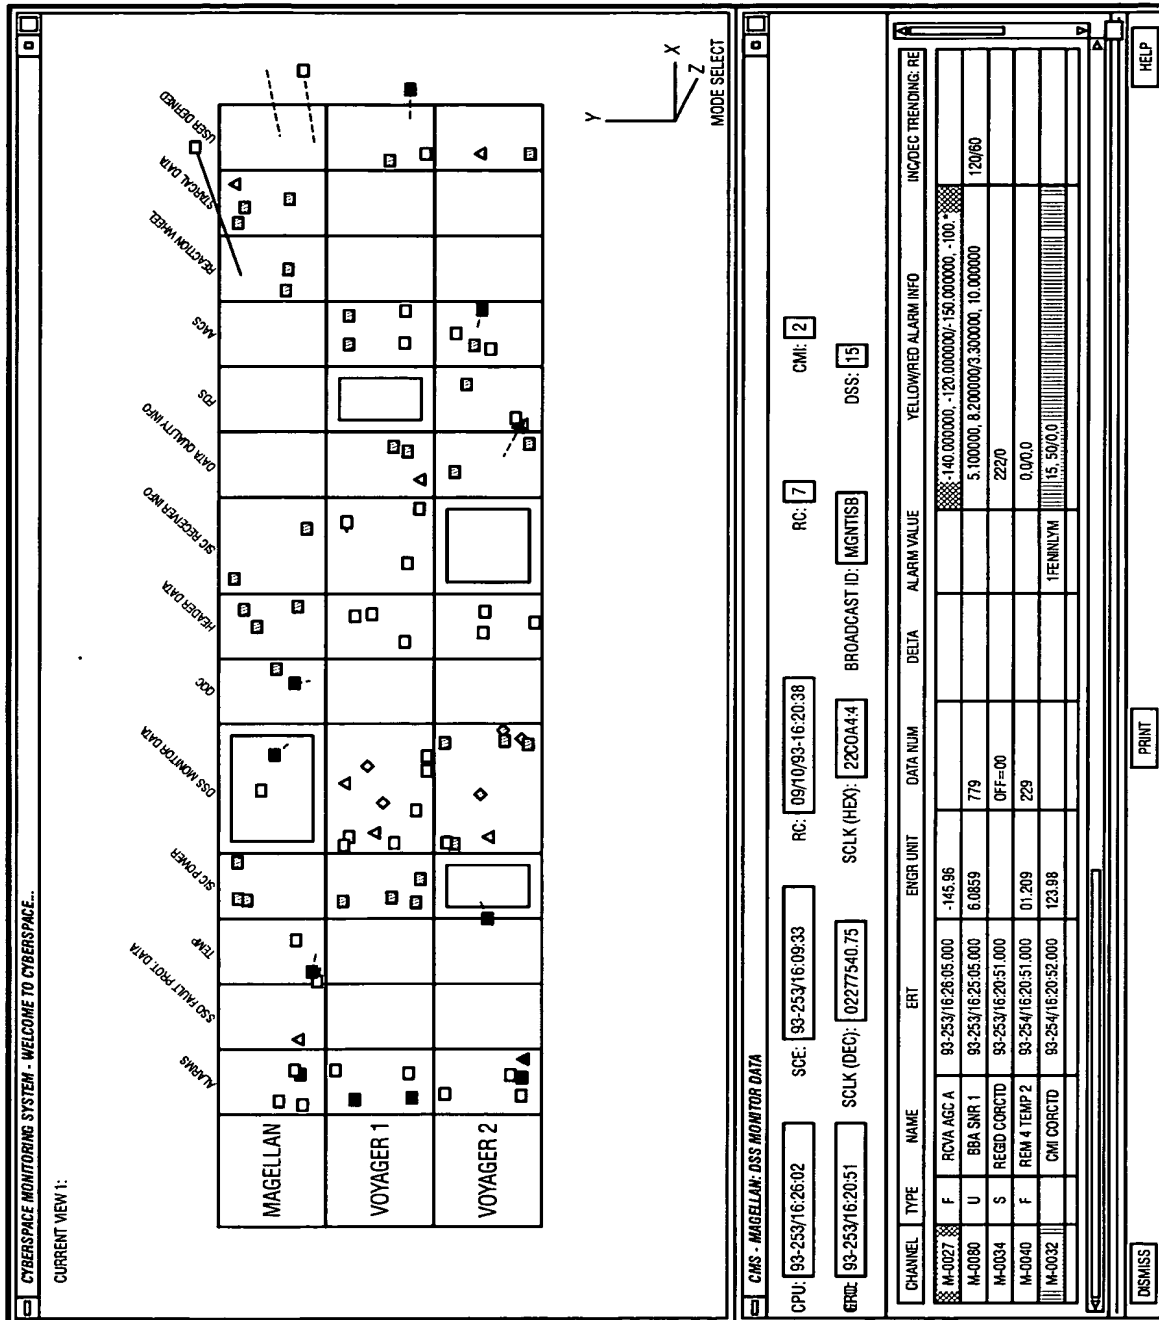 CYBERSPACE MONITORING SYSTEM - WELCOME TO CYBERSPACE...
CURRENT VIEW 1:
ALARMS
SSO FAULT PROT. DATA
TEMP
S/C POWER
DSS MONITOR DATA
QQC
HEADER DATA
S/C RECEIVER INFO
DATA QUALITY INFO
FDS
AACS
REACTION WHEEL
STARCAL DATA
USER DEFINED
MAGELLAN
VOYAGER 1
VOYAGER 2
Y
X
Z
MODE SELECT
CMS - MAGELLAN: DSS MONITOR DATA
CPU: 93-253/16:26:02 SCE: 93-253/16:09:33 RC: 09/10/93-16:20:38 RC: 7 CMI: 2
93-253/16:20:51 SCLK (DEC): 02277540.75 SCLK (HEX): 22C0A4:4 BROADCAST ID: MGNTISB DSS: 15
CHANNEL TYPE NAME ERT ENGR UNIT DATA NUM DELTA ALARM VALUE YELLOW/RED ALARM INFO INC/DEC TRENDING: RE
M-0027 F RCVA AGC A 93-253/16:26:05.000 -145.96 -140.000000, -120.000000/-150.000000, -100.*
M-0080 U BBA SNR 1 93-253/16:25:05.000 6.0859 779 5.100000, 8.200000/3.300000, 10.000000 120/60
M-0034 S REGID CORCTD 93-253/16:20:51.000 OFF=00 222/0
M-0040 F REM 4 TEMP 2 93-254/16:20:51.000 01.209 229 0.0/0.0
M-0032 CMI CORCTD 93-254/16:20:52.000 123.98 1FENINLYM 15, 50/0,0
DISMISS PRINT HELP